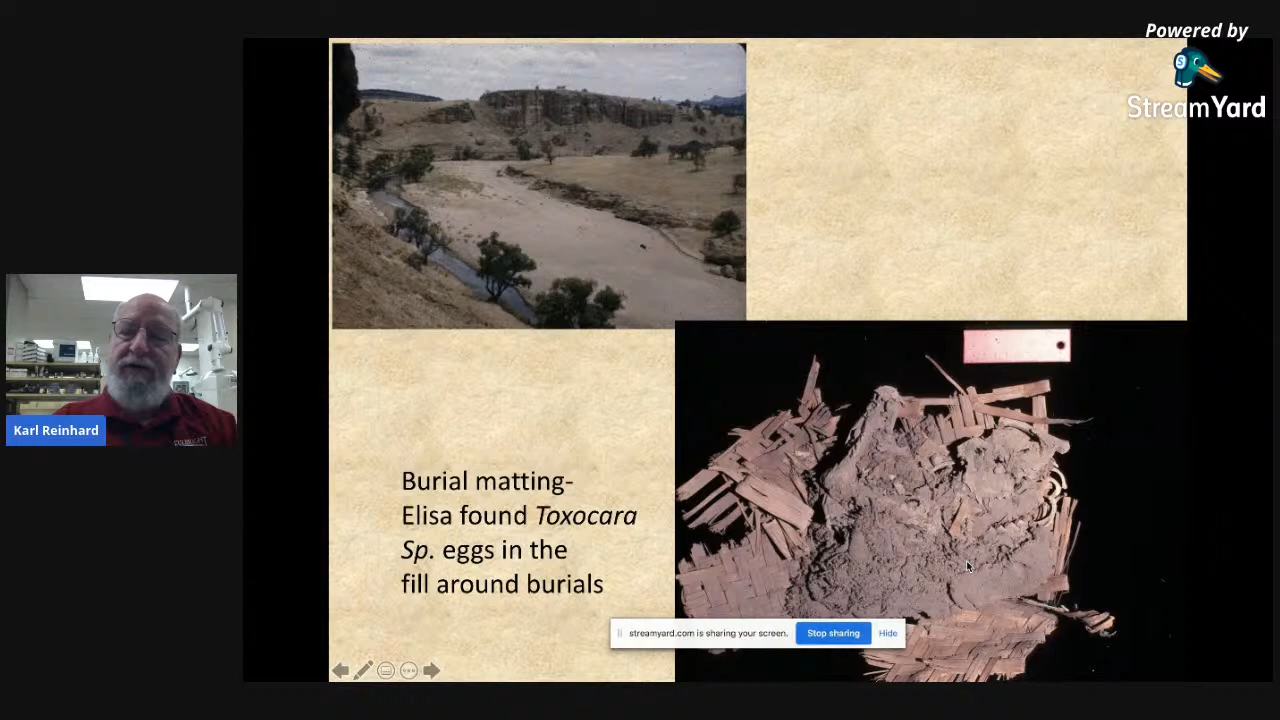 Powered by
StreamYard
Karl Reinhard
Burial matting-
Elisa found Toxocara
Sp. eggs in the
fill around burials
streamyard.com is sharing your screen. Stop sharing Hide